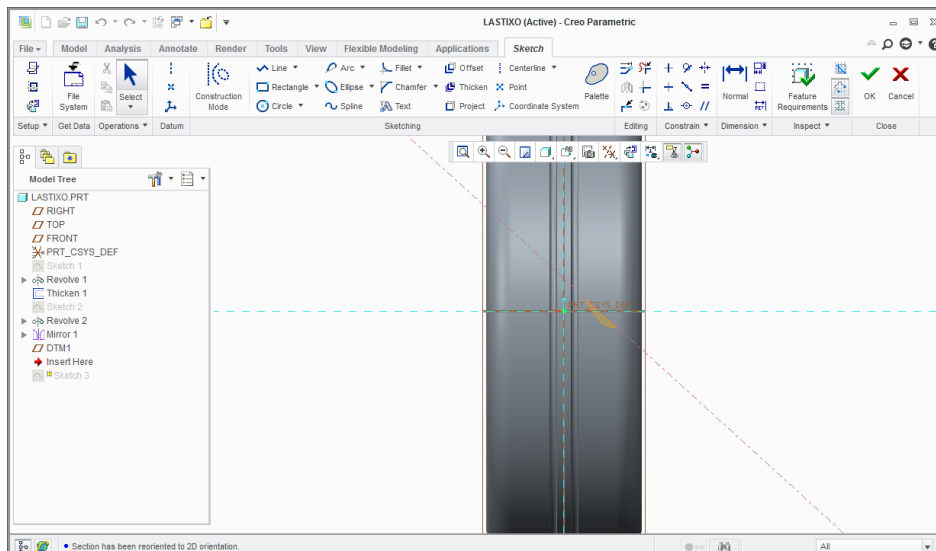 LASTIXO (Active) - Creo Parametric
File Model Analysis Annotate Render Tools View Flexible Modeling Applications Sketch
File System
Select
Construction Mode
Line Arc Fillet Offset Centerline
Rectangle Ellipse Chamfer Thicken Point
Circle Spline Text Project Coordinate System
Palette
Normal
Feature Requirements
OK Cancel
Setup Get Data Operations Datum Sketching Editing Constrain Dimension Inspect Close
Model Tree
LASTIXO.PRT
RIGHT
TOP
FRONT
PRT_CSYS_DEF
Sketch 1
Revolve 1
Thicken 1
Sketch 2
Revolve 2
Mirror 1
DTM1
Insert Here
Sketch 3
PRT_CSYS_DEF
Section has been reoriented to 2D orientation.
All